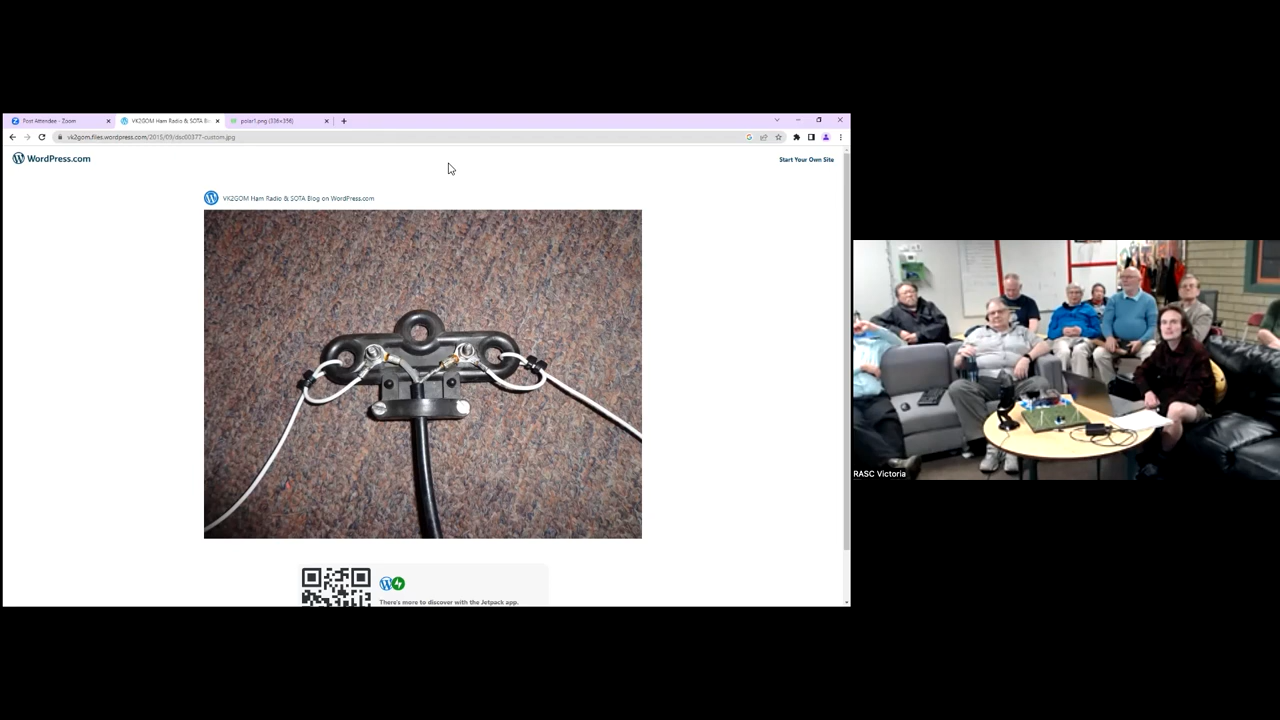 Post Attendee - Zoom
VK2GOM Ham Radio & SOTA Blo
polar1.png (336×356)
vk2gom.files.wordpress.com/2015/09/dsc00377-custom.jpg
WordPress.com
Start Your Own Site
VK2GOM Ham Radio & SOTA Blog on WordPress.com
There's more to discover with the Jetpack app.
RASC Victoria